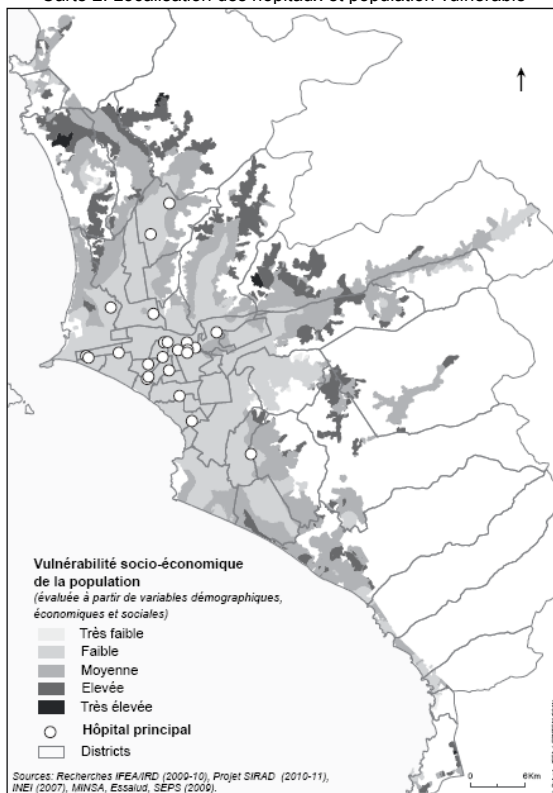 Carte 2. Localisation des hôpitaux et population vulnérable
Vulnérabilité socio-économique
de la population
(évaluée à partir de variables démographiques,
économiques et sociales)
Très faible
Faible
Moyenne
Elevée
Très élevée
Hôpital principal
Districts
Sources: Recherches IFEA/IRD (2009-10), Projet SIRAD (2010-11),
INEI (2007), MINSA, Essalud, SEPS (2009).
0 6Km